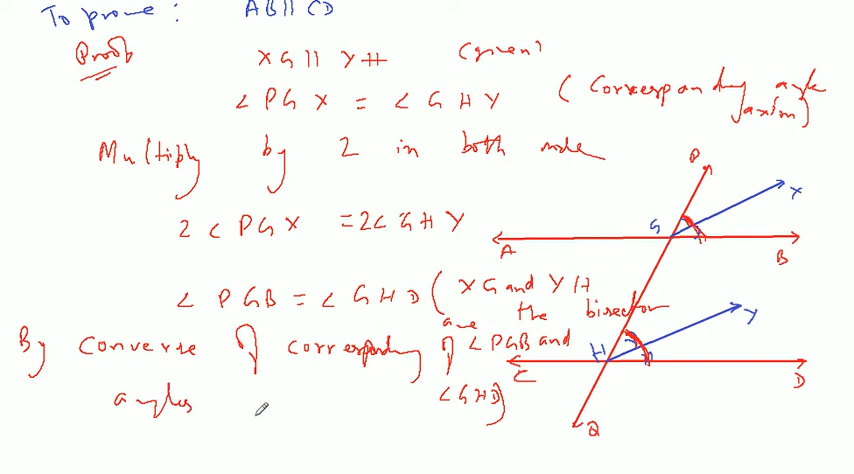 To prove : AB || CD
Proof
XG || YH (given)
∠PGX = ∠GHY (Corresponding angle axiom)
Multiply by 2 in both side
2∠PGX = 2∠GHY
∠PGB = ∠GHD (XG and YH are the bisector of ∠PGB and ∠GHD)
By converse of corresponding angles
P
X
G
A
B
Y
H
C
D
Q